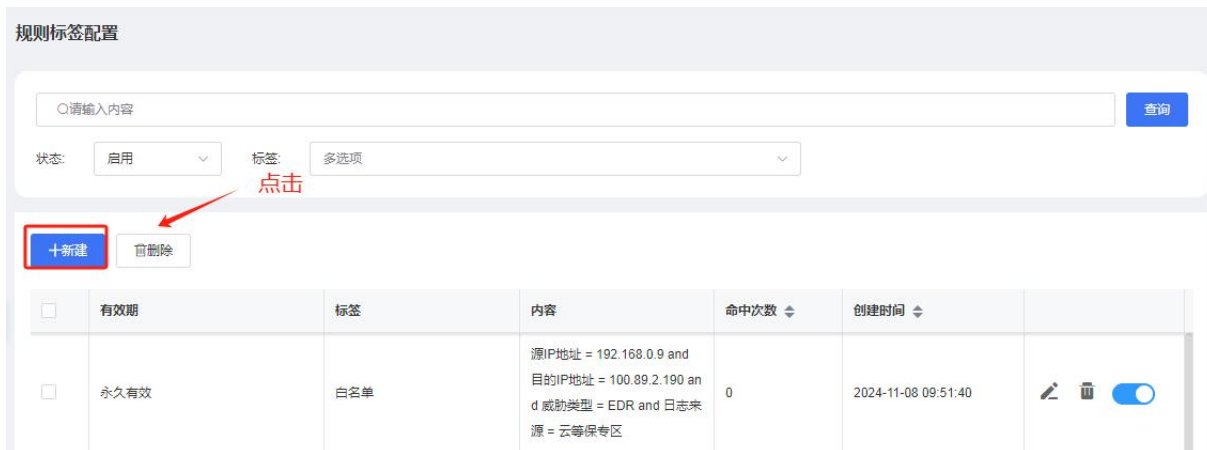 规则标签配置
请输入内容
查询
状态:
启用
标签:
多选项
点击
新建
删除
有效期
标签
内容
命中次数
创建时间
永久有效
白名单
源IP地址 = 192.168.0.9 and
目的IP地址 = 100.89.2.190 an
d 威胁类型 = EDR and 日志来
源 = 云等保专区
0
2024-11-08 09:51:40